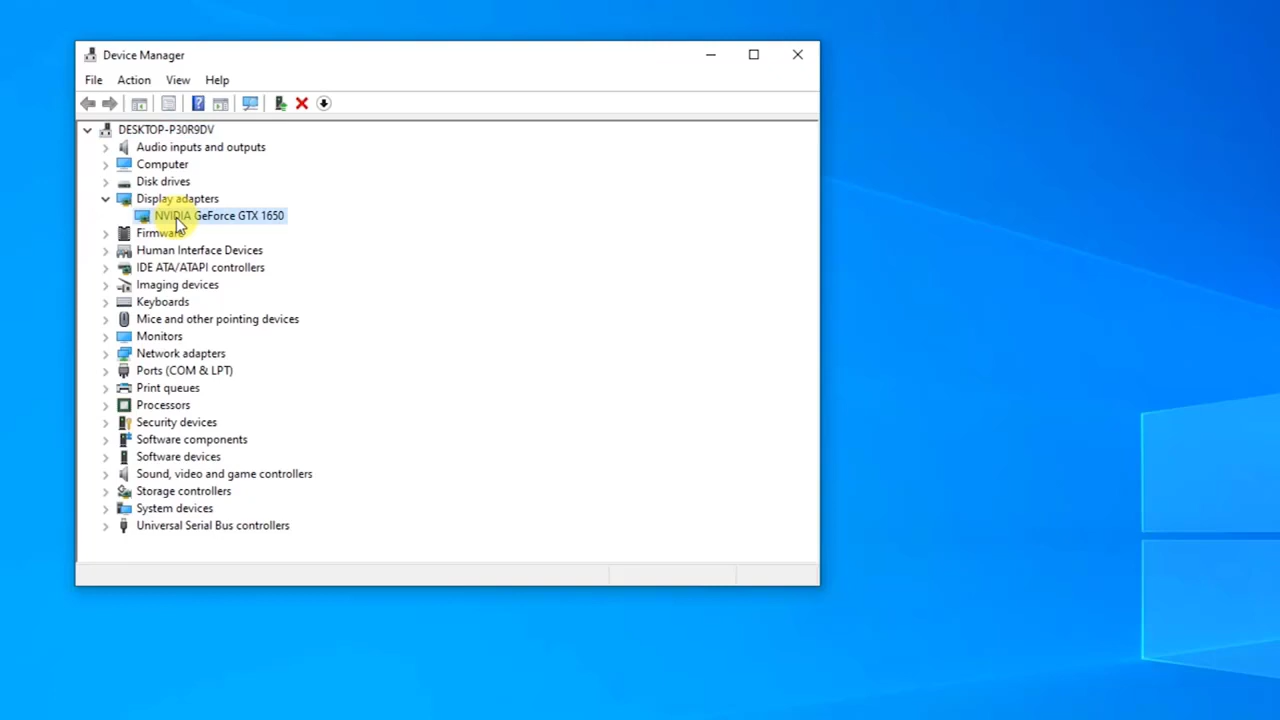 Device Manager
File Action View Help
DESKTOP-P30R9DV
Audio inputs and outputs
Computer
Disk drives
Display adapters
NVIDIA GeForce GTX 1650
Firmware
Human Interface Devices
IDE ATA/ATAPI controllers
Imaging devices
Keyboards
Mice and other pointing devices
Monitors
Network adapters
Ports (COM & LPT)
Print queues
Processors
Security devices
Software components
Software devices
Sound, video and game controllers
Storage controllers
System devices
Universal Serial Bus controllers